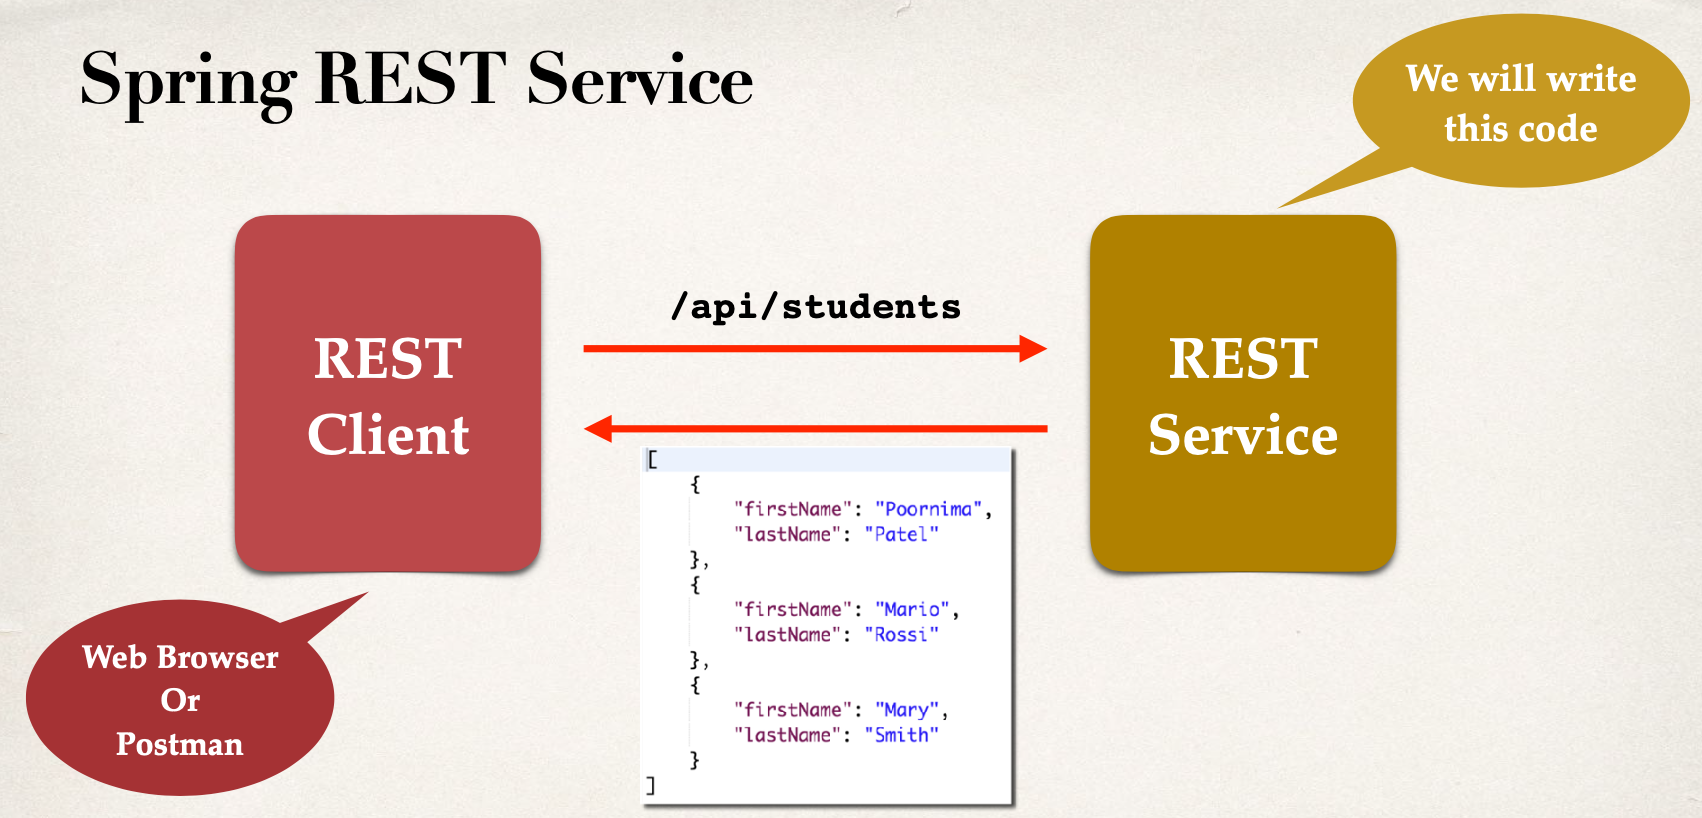 Spring REST Service
We will write
this code
/api/students
REST
Client
REST
Service
[
    {
        "firstName": "Poornima",
        "lastName": "Patel"
    },
    {
        "firstName": "Mario",
        "lastName": "Rossi"
    },
    {
        "firstName": "Mary",
        "lastName": "Smith"
    }
]
Web Browser
Or
Postman